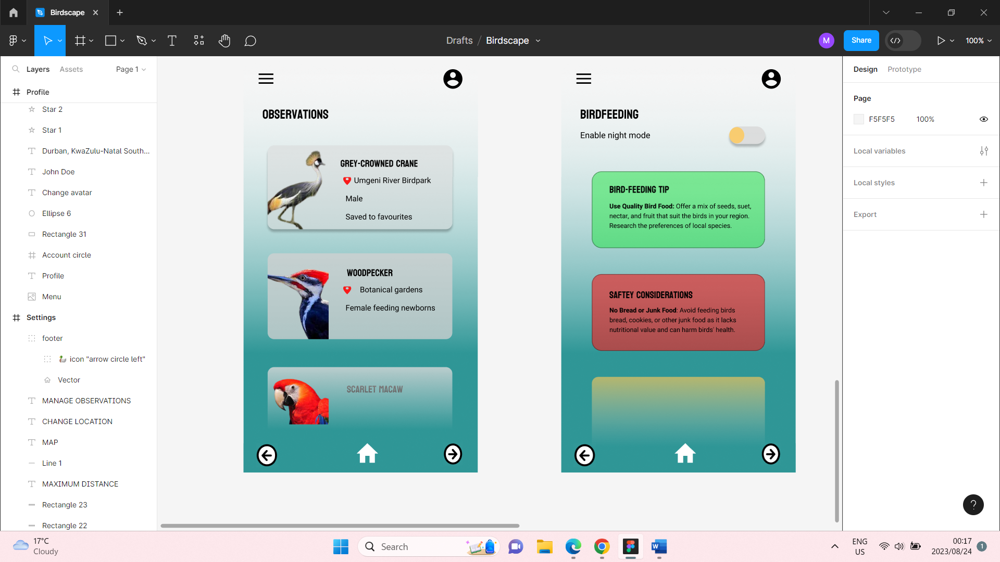 Birdscape
Drafts / Birdscape
M
Share
100%
Layers
Assets
Page 1
Profile
Star 2
Star 1
Durban, KwaZulu-Natal South...
John Doe
Change avatar
Ellipse 6
Rectangle 31
Account circle
Profile
Menu
Settings
footer
icon "arrow circle left"
Vector
MANAGE OBSERVATIONS
CHANGE LOCATION
MAP
Line 1
MAXIMUM DISTANCE
Rectangle 23
Rectangle 22
OBSERVATIONS
GREY-CROWNED CRANE
Umgeni River Birdpark
Male
Saved to favourites
WOODPECKER
Botanical gardens
Female feeding newborns
SCARLET MACAW
BIRDFEEDING
Enable night mode
BIRD-FEEDING TIP
Use Quality Bird Food: Offer a mix of seeds, suet,
nectar, and fruit that suit the birds in your region.
Research the preferences of local species.
SAFTEY CONSIDERATIONS
No Bread or Junk Food: Avoid feeding birds
bread, cookies, or other junk food as it lacks
nutritional value and can harm birds' health.
Design
Prototype
Page
F5F5F5
100%
Local variables
Local styles
Export
?
17°C
Cloudy
Search
W
ENG
US
00:17
2023/08/24
1